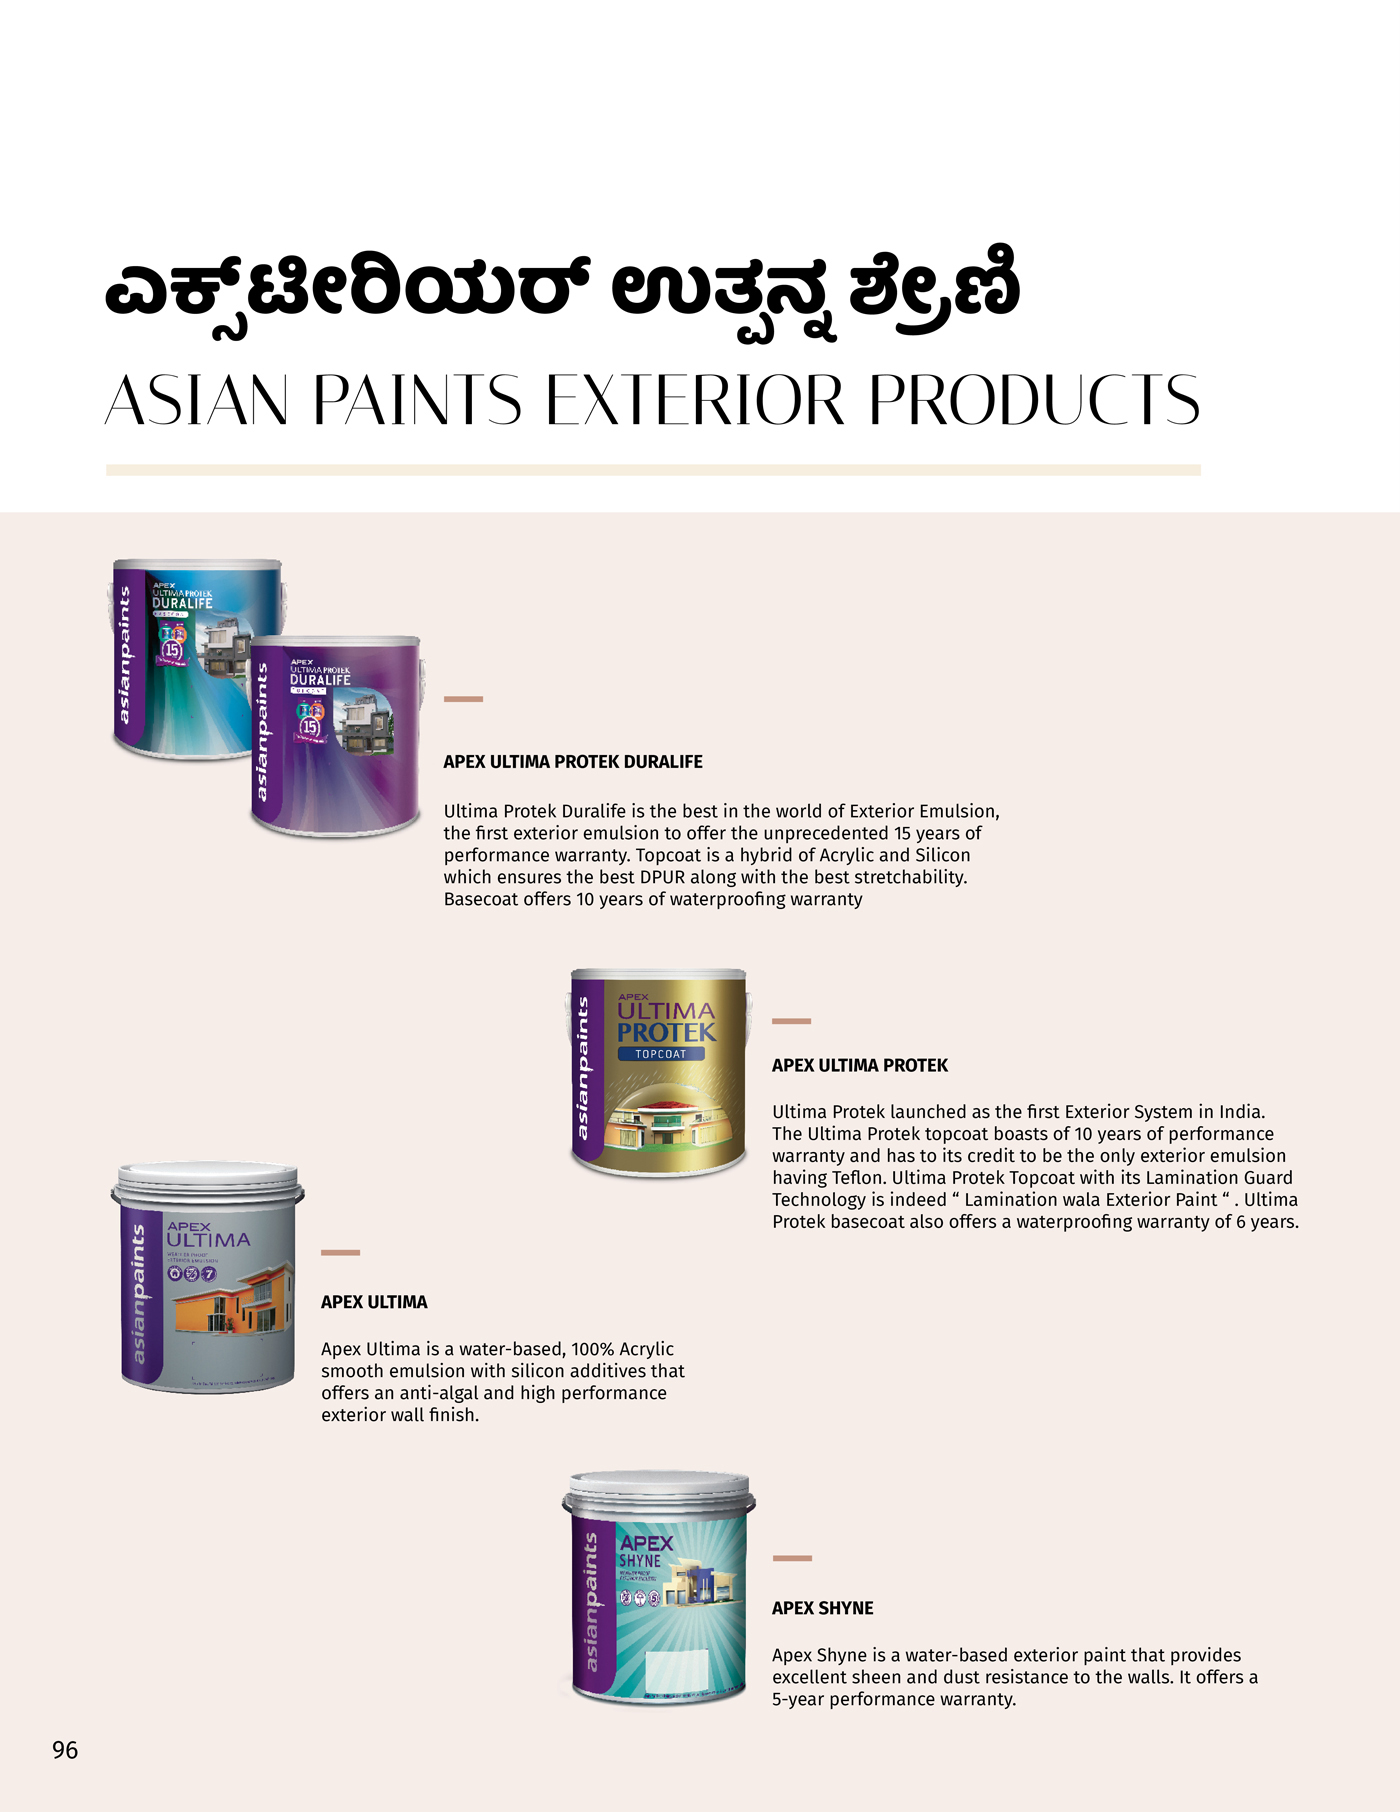 ಎಕ್ಸ್‌ಟೀರಿಯರ್ ಉತ್ಪನ್ನ ಶ್ರೇಣಿ
ASIAN PAINTS EXTERIOR PRODUCTS
asianpaints
APEX
ULTIMA PROTEK
DURALIFE
15
asianpaints
APEX
ULTIMA PROTEK
DURALIFE
15
APEX ULTIMA PROTEK DURALIFE
Ultima Protek Duralife is the best in the world of Exterior Emulsion,
the first exterior emulsion to offer the unprecedented 15 years of
performance warranty. Topcoat is a hybrid of Acrylic and Silicon
which ensures the best DPUR along with the best stretchability.
Basecoat offers 10 years of waterproofing warranty
asianpaints
APEX
ULTIMA
PROTEK
TOPCOAT
APEX ULTIMA PROTEK
Ultima Protek launched as the first Exterior System in India.
The Ultima Protek topcoat boasts of 10 years of performance
warranty and has to its credit to be the only exterior emulsion
having Teflon. Ultima Protek Topcoat with its Lamination Guard
Technology is indeed “ Lamination wala Exterior Paint “ . Ultima
Protek basecoat also offers a waterproofing warranty of 6 years.
asianpaints
APEX
ULTIMA
7
APEX ULTIMA
Apex Ultima is a water-based, 100% Acrylic
smooth emulsion with silicon additives that
offers an anti-algal and high performance
exterior wall finish.
asianpaints
APEX
SHYNE
5
APEX SHYNE
Apex Shyne is a water-based exterior paint that provides
excellent sheen and dust resistance to the walls. It offers a
5-year performance warranty.
96